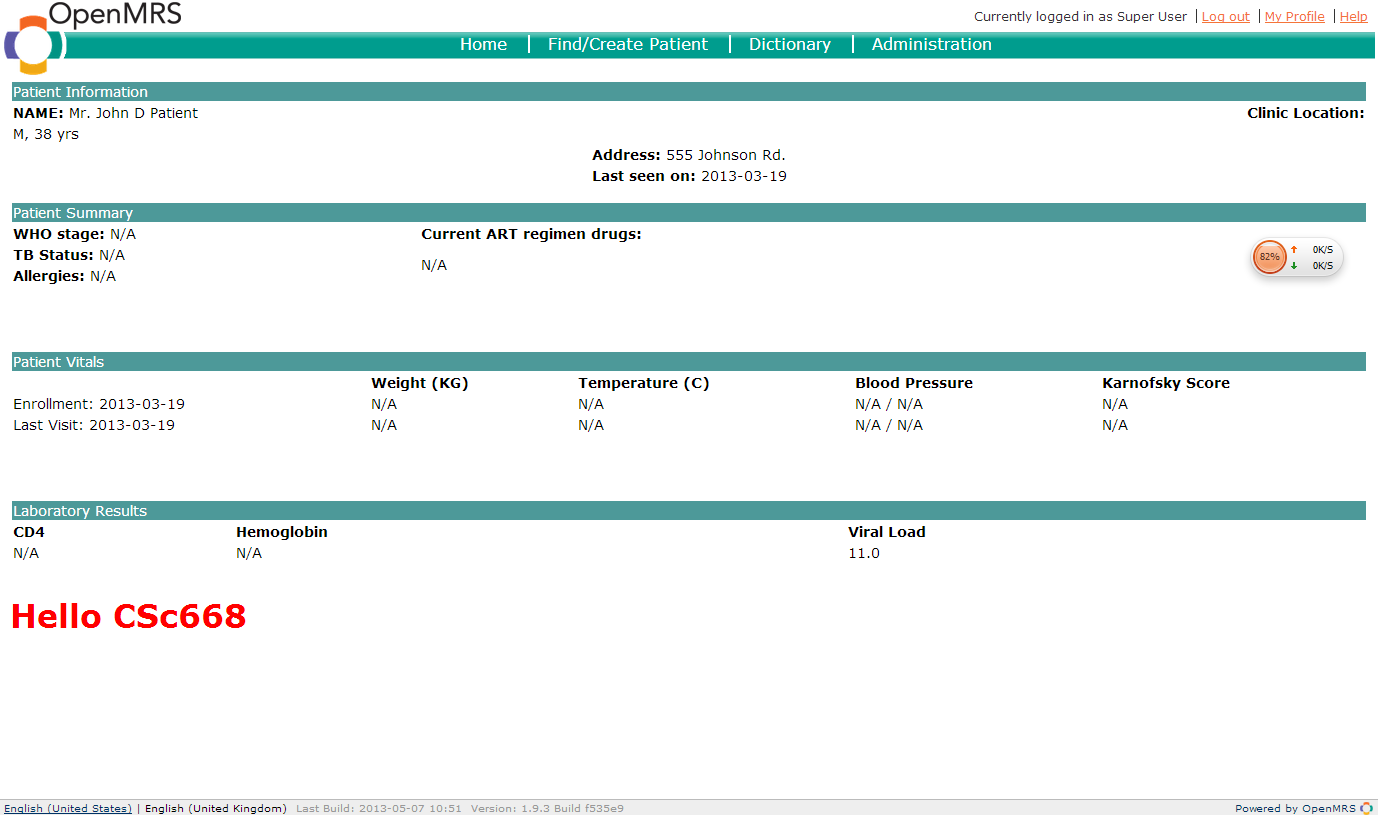 OpenMRS
Currently logged in as Super User | Log out | My Profile | Help
Home | Find/Create Patient | Dictionary | Administration
Patient Information
NAME: Mr. John D Patient Clinic Location:
M, 38 yrs
Address: 555 Johnson Rd.
Last seen on: 2013-03-19
Patient Summary
WHO stage: N/A Current ART regimen drugs:
TB Status: N/A
Allergies: N/A
N/A
82% 0K/S
0K/S
Patient Vitals
Weight (KG) Temperature (C) Blood Pressure Karnofsky Score
Enrollment: 2013-03-19 N/A N/A N/A / N/A N/A
Last Visit: 2013-03-19 N/A N/A N/A / N/A N/A
Laboratory Results
CD4 Hemoglobin Viral Load
N/A N/A 11.0
Hello CSc668
English (United States) | English (United Kingdom) Last Build: 2013-05-07 10:51 Version: 1.9.3 Build f535e9 Powered by OpenMRS